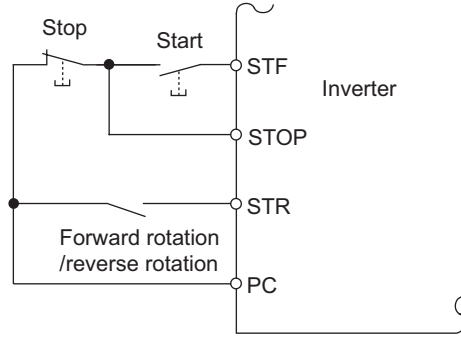 Stop
Start
STF
Inverter
STOP
STR
Forward rotation
/reverse rotation
PC